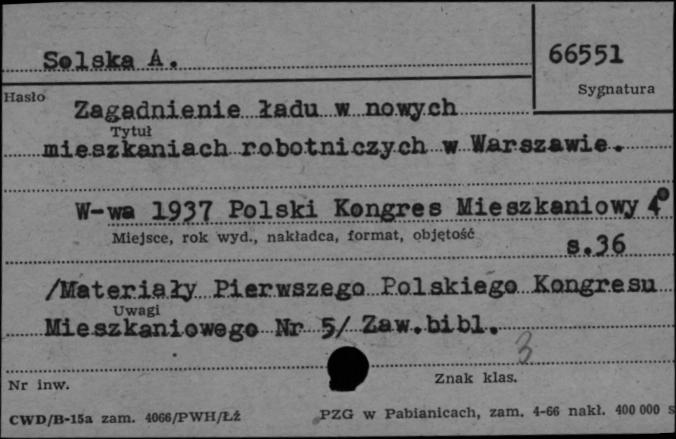 Solska A.
66551
Sygnatura
Hasło
Zagadnienie ładu w nowych
Tytuł
mieszkaniach robotniczych w Warszawie.
W-wa 1937 Polski Kongres Mieszkaniowy 4°
Miejsce, rok wyd., nakładca, format, objętość
s.36
/Materiały Pierwszego Polskiego Kongresu
Uwagi
Mieszkaniowego Nr 5/ Zaw.bibl.
3
Nr inw.
Znak klas.
CWD/B-15a zam. 4066/PWH/Łź
PZG w Pabianicach, zam. 4-66 nakł. 400 000 s